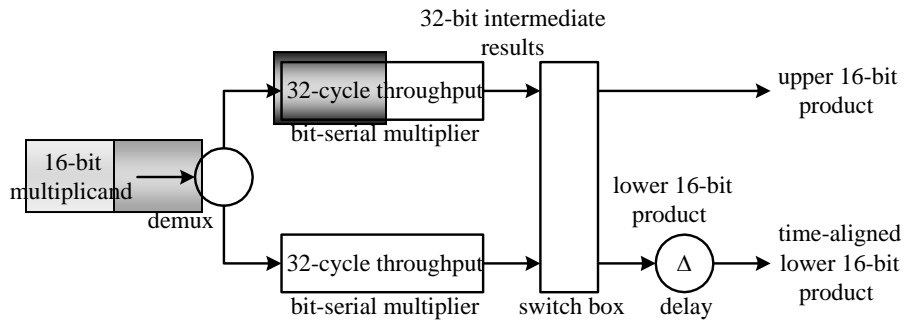 32-bit intermediate
results
32-cycle throughput
bit-serial multiplier
upper 16-bit
product
16-bit
multiplicand
demux
lower 16-bit
product
32-cycle throughput
bit-serial multiplier
switch box
Δ
delay
time-aligned
lower 16-bit
product